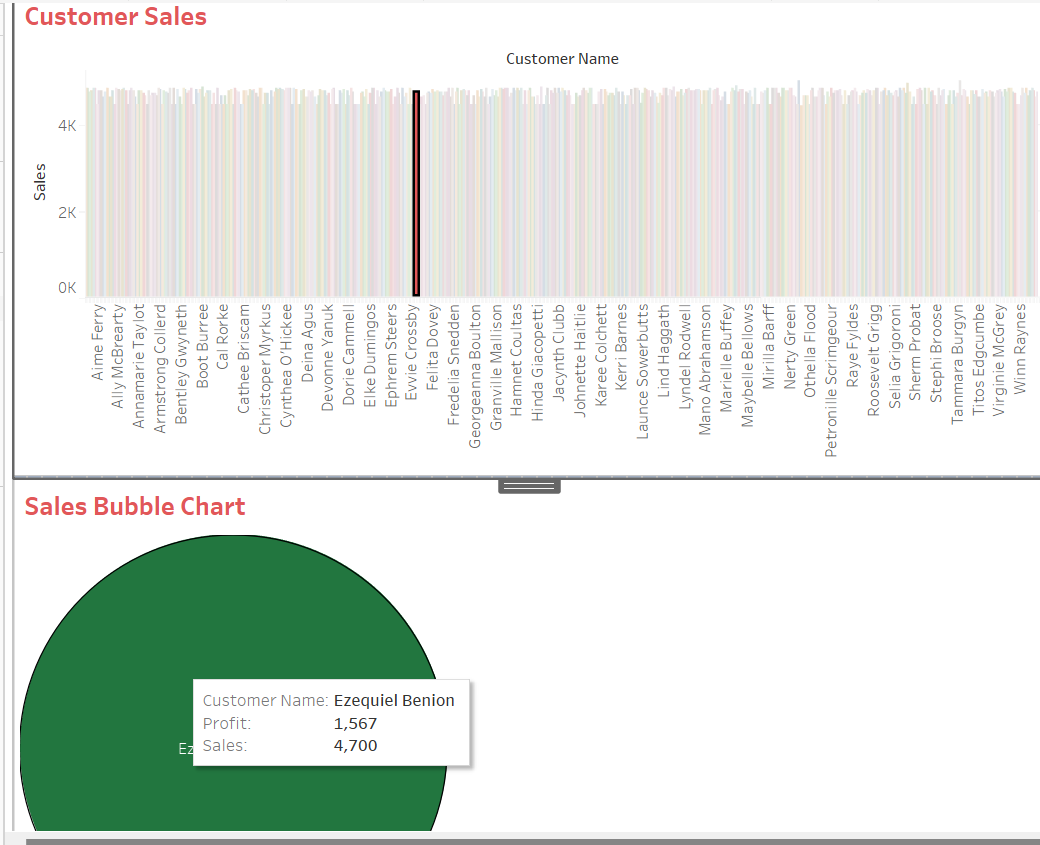 Customer Sales
Customer Name
Sales
4K
2K
0K
Aime Ferry
Ally McBrearty
Annamarie Taylot
Armstrong Collerd
Bentley Gwyneth
Boot Burree
Cal Rorke
Cathee Briscam
Christoper Myrkus
Cynthea O'Hickee
Deina Agus
Devonne Yanuk
Dorie Cammell
Elke Dumingos
Ephrem Steers
Evvie Crosby
Felita Dovey
Fredelia Snedden
Georgeanna Boulton
Granville Mallison
Hamnet Coultas
Hinda Giacopetti
Jacynth Clubb
Johnette Haitlie
Karee Colchett
Kerri Barnes
Launce Sowerbutts
Lind Haggath
Lyndel Rodwell
Mano Abrahamson
Marielle Buffey
Maybelle Bellows
Mirilla Barff
Nerty Green
Othella Flood
Petronille Scrimgeour
Raye Fyldes
Roosevelt Grigg
Selia Grigoroni
Sherm Probat
Stephi Broose
Tammara Burgyn
Titos Edgcumbe
Virginie McGrey
Winn Raynes
Sales Bubble Chart
Customer Name: Ezequiel Benion
Profit: 1,567
Ez
Sales: 4,700